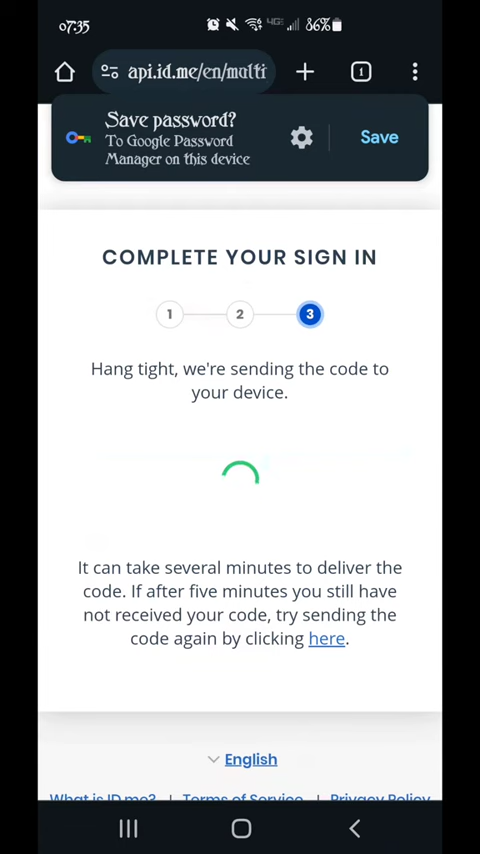 07:35
4G
86%
api.id.me/en/multi
1
Save password?
To Google Password
Manager on this device
Save
COMPLETE YOUR SIGN IN
1 2 3
Hang tight, we're sending the code to
your device.
It can take several minutes to deliver the
code. If after five minutes you still have
not received your code, try sending the
code again by clicking here.
English
What is ID.me? | Terms of Service | Privacy Policy